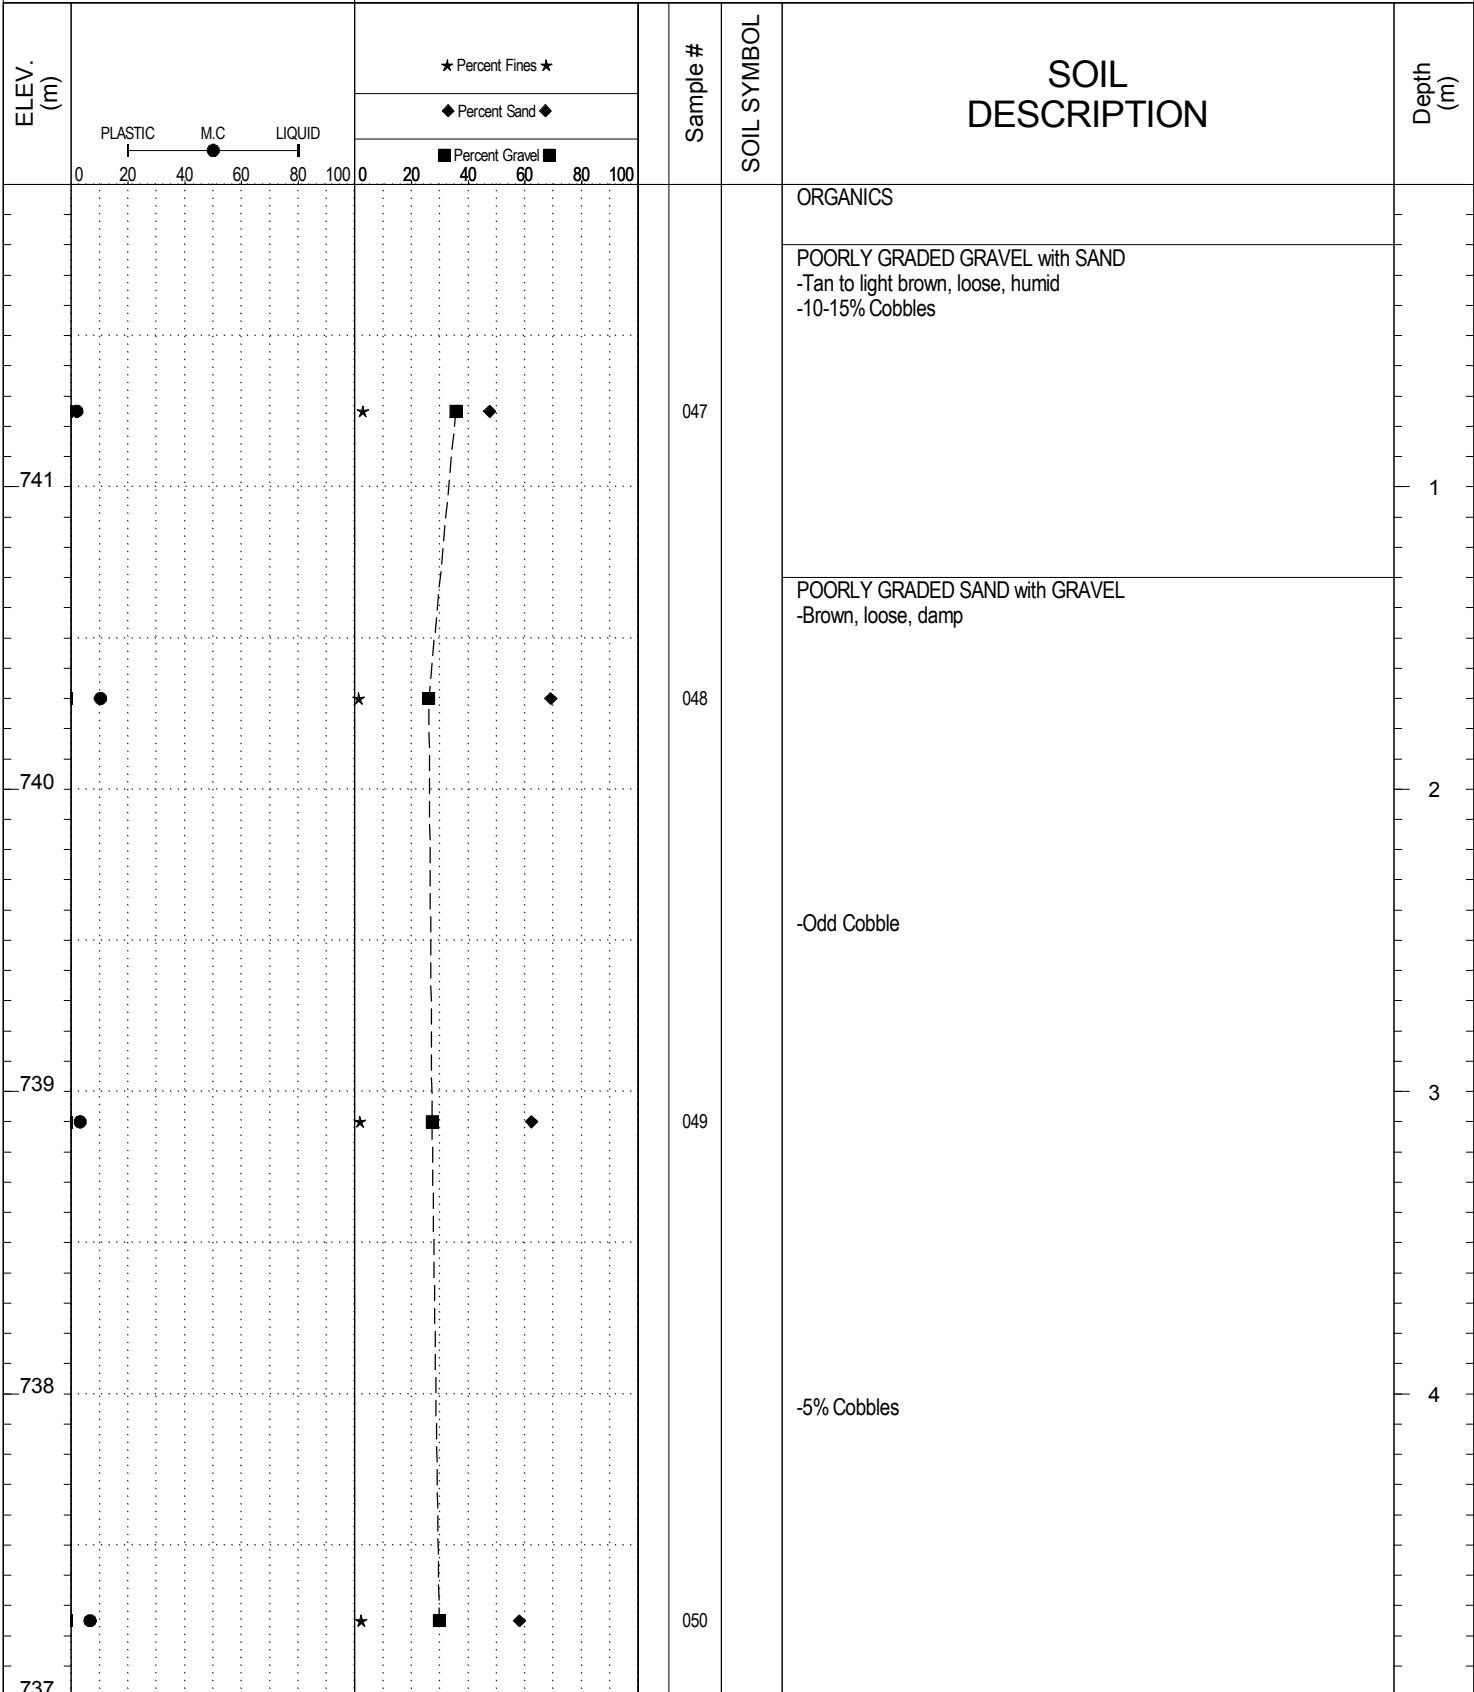 ELEV.
(m)
PLASTIC M.C LIQUID
0 20 40 60 80 100
★ Percent Fines ★
◆ Percent Sand ◆
■ Percent Gravel ■
0 20 40 60 80 100
Sample #
SOIL SYMBOL
SOIL
DESCRIPTION
Depth
(m)
ORGANICS
POORLY GRADED GRAVEL with SAND
-Tan to light brown, loose, humid
-10-15% Cobbles
047
741
1
POORLY GRADED SAND with GRAVEL
-Brown, loose, damp
048
740
2
-Odd Cobble
739
3
049
738
4
-5% Cobbles
050
737